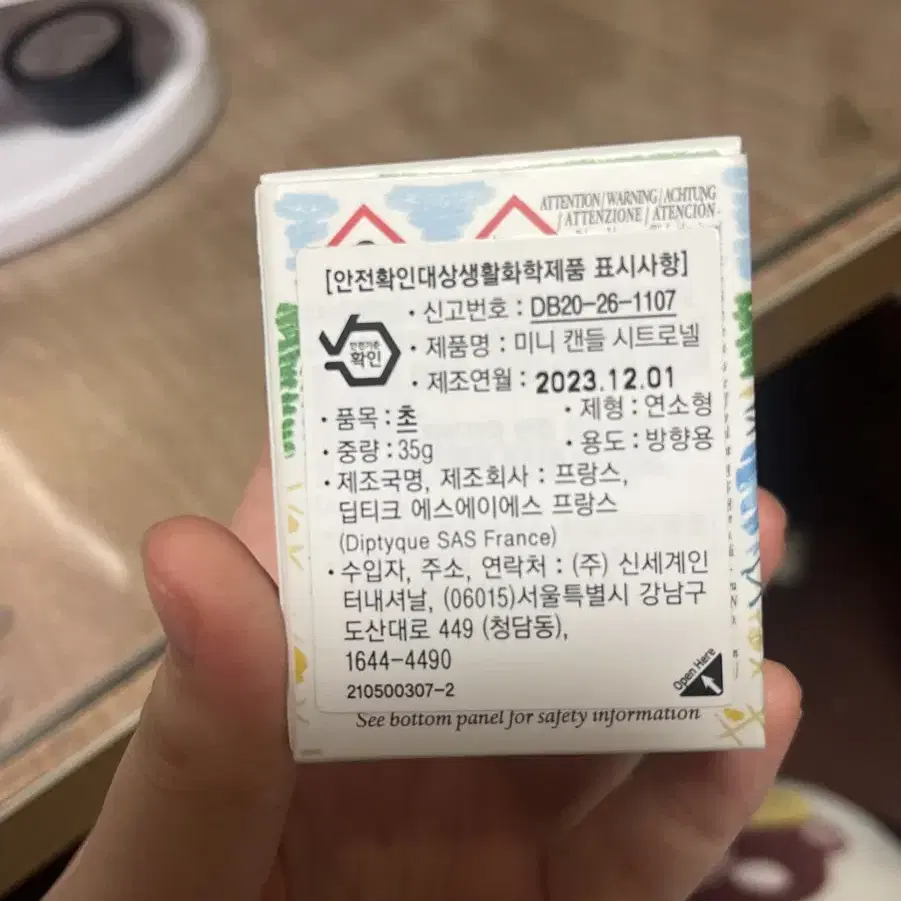 ATTENTION/WARNING/ACHTUNG
/ATTENZIONE/ATENCIÓN
[안전확인대상생활화학제품 표시사항]
안전기준
확인
· 신고번호 : DB20-26-1107
· 제품명 : 미니 캔들 시트로넬
· 제조연월 : 2023.12.01
· 품목 : 초 · 제형 : 연소형
· 중량 : 35g · 용도 : 방향용
· 제조국명, 제조회사 : 프랑스,
딥티크 에스에이에스 프랑스
(Diptyque SAS France)
· 수입자, 주소, 연락처 : (주) 신세계인
터내셔날, (06015)서울특별시 강남구
도산대로 449 (청담동),
1644-4490
210500307-2
Open Here
See bottom panel for safety information